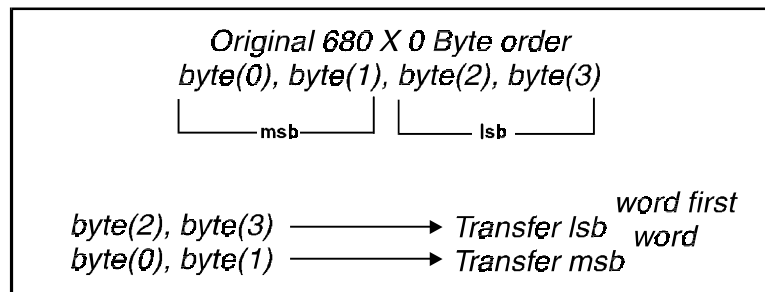 Original 680 X 0 Byte order
byte(0), byte(1), byte(2), byte(3)
msb lsb
byte(2), byte(3) Transfer lsb word first
byte(0), byte(1) Transfer msb word